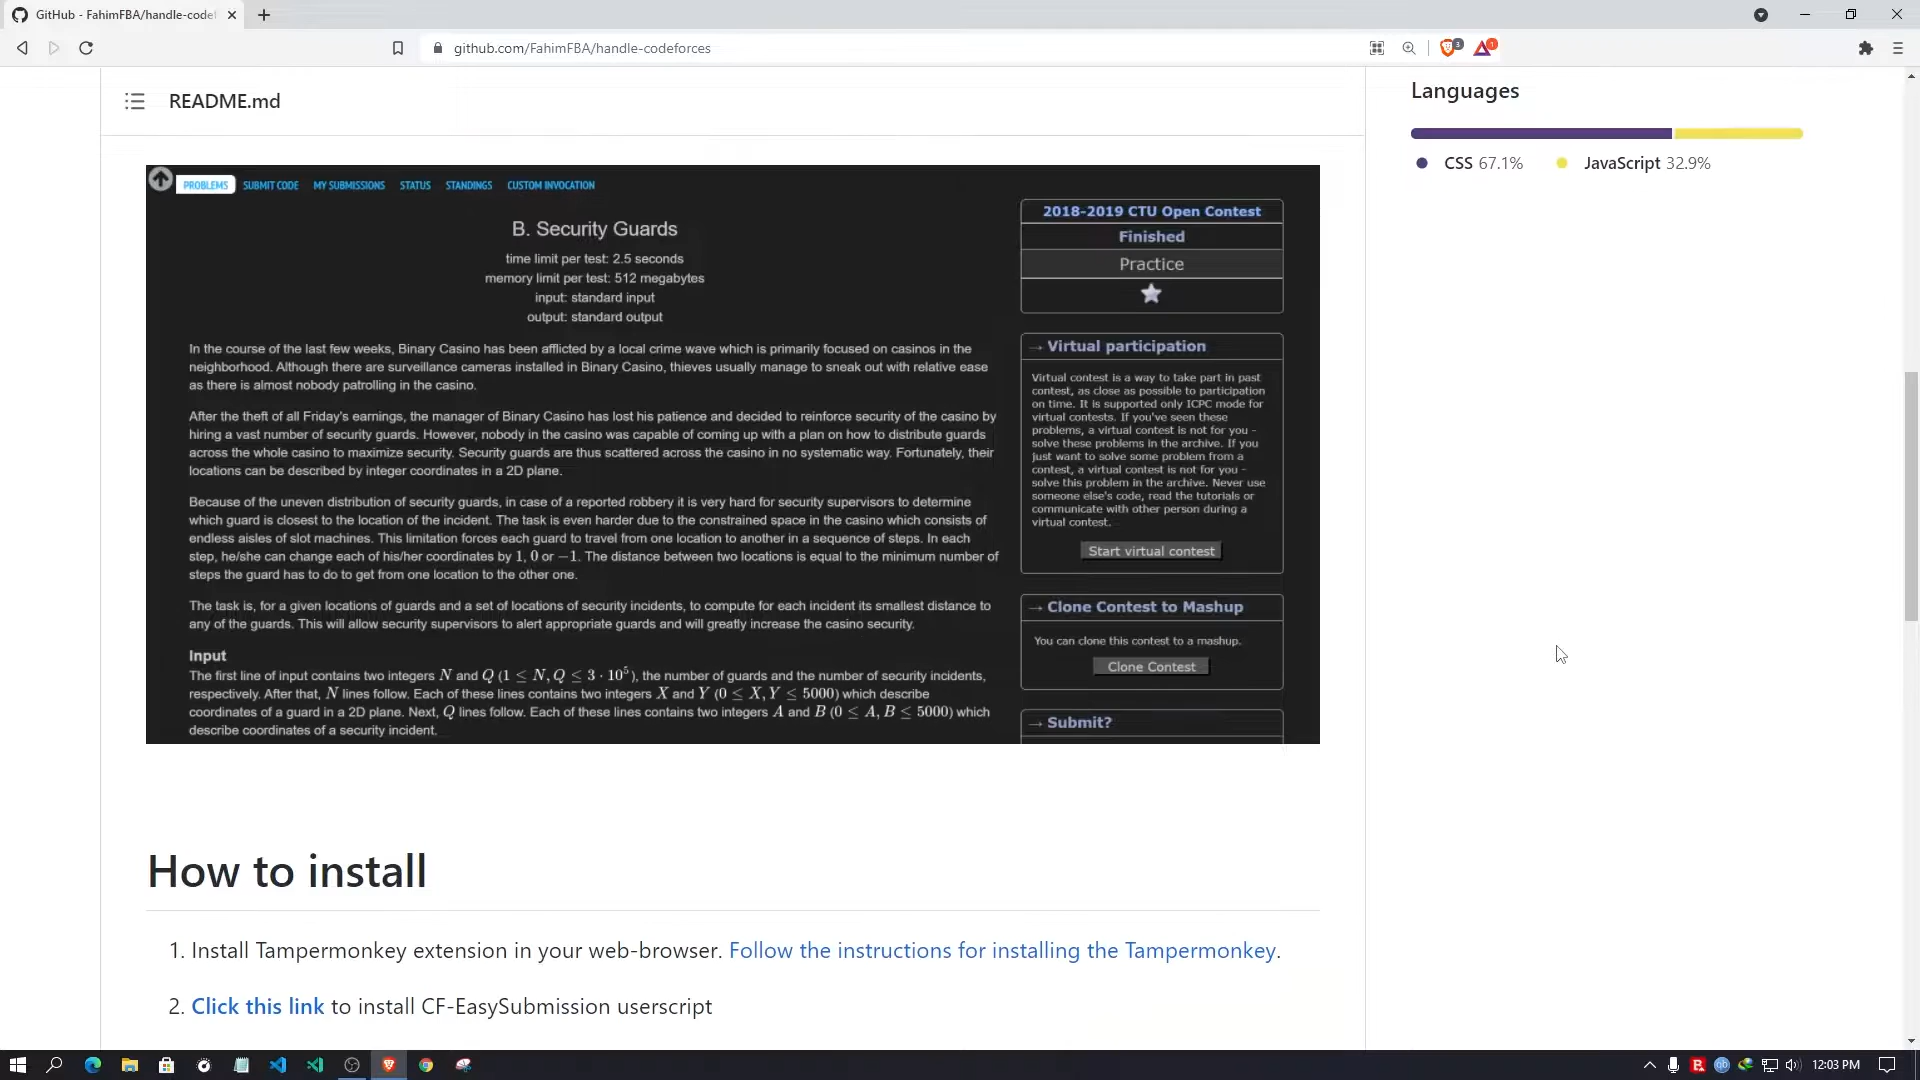 GitHub - FahimFBA/handle-codef
github.com/FahimFBA/handle-codeforces
3
1
README.md
PROBLEMS SUBMIT CODE MY SUBMISSIONS STATUS STANDINGS CUSTOM INVOCATION
B. Security Guards
time limit per test: 2.5 seconds
memory limit per test: 512 megabytes
input: standard input
output: standard output
In the course of the last few weeks, Binary Casino has been afflicted by a local crime wave which is primarily focused on casinos in the
neighborhood. Although there are surveillance cameras installed in Binary Casino, thieves usually manage to sneak out with relative ease
as there is almost nobody patrolling in the casino.
After the theft of all Friday's earnings, the manager of Binary Casino has lost his patience and decided to reinforce security of the casino by
hiring a vast number of security guards. However, nobody in the casino was capable of coming up with a plan on how to distribute guards
across the whole casino to maximize security. Security guards are thus scattered across the casino in no systematic way. Fortunately, their
locations can be described by integer coordinates in a 2D plane.
Because of the uneven distribution of security guards, in case of a reported robbery it is very hard for security supervisors to determine
which guard is closest to the location of the incident. The task is even harder due to the constrained space in the casino which consists of
endless aisles of slot machines. This limitation forces each guard to travel from one location to another in a sequence of steps. In each
step, he/she can change each of his/her coordinates by 1, 0 or −1. The distance between two locations is equal to the minimum number of
steps the guard has to do to get from one location to the other one.
The task is, for a given locations of guards and a set of locations of security incidents, to compute for each incident its smallest distance to
any of the guards. This will allow security supervisors to alert appropriate guards and will greatly increase the casino security.
Input
The first line of input contains two integers N and Q (1 ≤ N, Q ≤ 3 · 10⁵), the number of guards and the number of security incidents,
respectively. After that, N lines follow. Each of these lines contains two integers X and Y (0 ≤ X, Y ≤ 5000) which describe
coordinates of a guard in a 2D plane. Next, Q lines follow. Each of these lines contains two integers A and B (0 ≤ A, B ≤ 5000) which
describe coordinates of a security incident.
2018-2019 CTU Open Contest
Finished
Practice
→ Virtual participation
Virtual contest is a way to take part in past
contest, as close as possible to participation
on time. It is supported only ICPC mode for
virtual contests. If you've seen these
problems, a virtual contest is not for you -
solve these problems in the archive. If you
just want to solve some problem from a
contest, a virtual contest is not for you -
solve this problem in the archive. Never use
someone else's code, read the tutorials or
communicate with other person during a
virtual contest.
Start virtual contest
→ Clone Contest to Mashup
You can clone this contest to a mashup.
Clone Contest
→ Submit?
How to install
1. Install Tampermonkey extension in your web-browser. Follow the instructions for installing the Tampermonkey.
2. Click this link to install CF-EasySubmission userscript
Languages
CSS 67.1% JavaScript 32.9%
12:03 PM